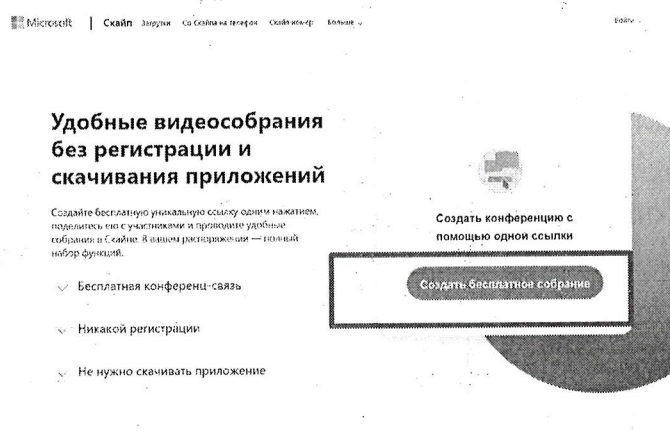 Microsoft | Скайп Загрузки Со Скайпа на телефон Скайп-номер Больше Войти
Удобные видеособрания
без регистрации и
скачивания приложений
Создайте бесплатную уникальную ссылку одним нажатием,
поделитесь ею с участниками и проводите удобные
собрания в Скайпе. В вашем распоряжении — полный
набор функций.
Бесплатная конференц-связь
Никакой регистрации
Не нужно скачивать приложение
Создать конференцию с
помощью одной ссылки
Создать бесплатное собрание